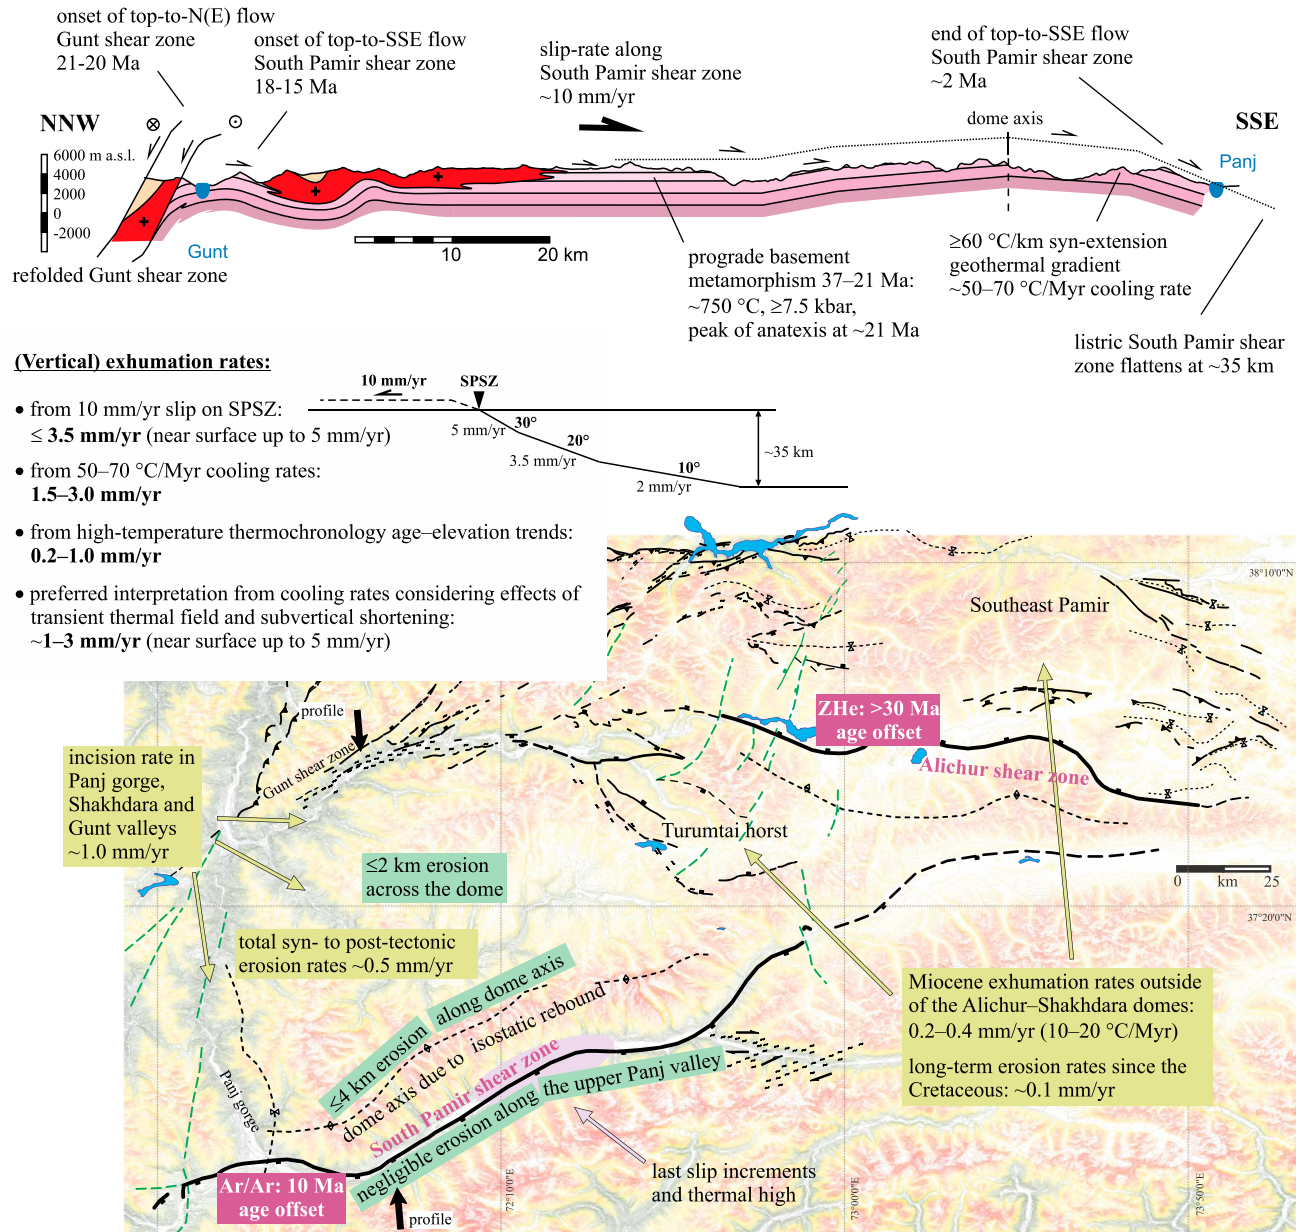 onset of top-to-N(E) flow
Gunt shear zone
21-20 Ma
onset of top-to-SSE flow
South Pamir shear zone
18-15 Ma
slip-rate along
South Pamir shear zone
~10 mm/yr
end of top-to-SSE flow
South Pamir shear zone
~2 Ma
dome axis
NNW
SSE
6000 m a.s.l.
4000
2000
0
-2000
Panj
Gunt
refolded Gunt shear zone
10
20 km
prograde basement
metamorphism 37–21 Ma:
~750 °C, ≥7.5 kbar,
peak of anatexis at ~21 Ma
≥60 °C/km syn-extension
geothermal gradient
~50–70 °C/Myr cooling rate
listric South Pamir shear
zone flattens at ~35 km
(Vertical) exhumation rates:
• from 10 mm/yr slip on SPSZ:
≤ 3.5 mm/yr (near surface up to 5 mm/yr)
• from 50–70 °C/Myr cooling rates:
1.5–3.0 mm/yr
• from high-temperature thermochronology age–elevation trends:
0.2–1.0 mm/yr
• preferred interpretation from cooling rates considering effects of
transient thermal field and subvertical shortening:
~1–3 mm/yr (near surface up to 5 mm/yr)
10 mm/yr
SPSZ
5 mm/yr
30°
20°
3.5 mm/yr
10°
2 mm/yr
~35 km
38°10'0"N
Southeast Pamir
profile
Gunt shear zone
ZHe: >30 Ma
age offset
Alichur shear zone
incision rate in
Panj gorge,
Shakhdara and
Gunt valleys
~1.0 mm/yr
Turumtai horst
≤2 km erosion
across the dome
0
km
25
37°20'0"N
total syn- to post-tectonic
erosion rates ~0.5 mm/yr
≤4 km erosion along dome axis
dome axis due to isostatic rebound
South Pamir shear zone
negligible erosion along the upper Panj valley
Miocene exhumation rates outside
of the Alichur–Shakhdara domes:
0.2–0.4 mm/yr (10–20 °C/Myr)
long-term erosion rates since the
Cretaceous: ~0.1 mm/yr
Panj gorge
last slip increments
and thermal high
Ar/Ar: 10 Ma
age offset
profile
72°10'0"E
73°00'0"E
73°50'0"E